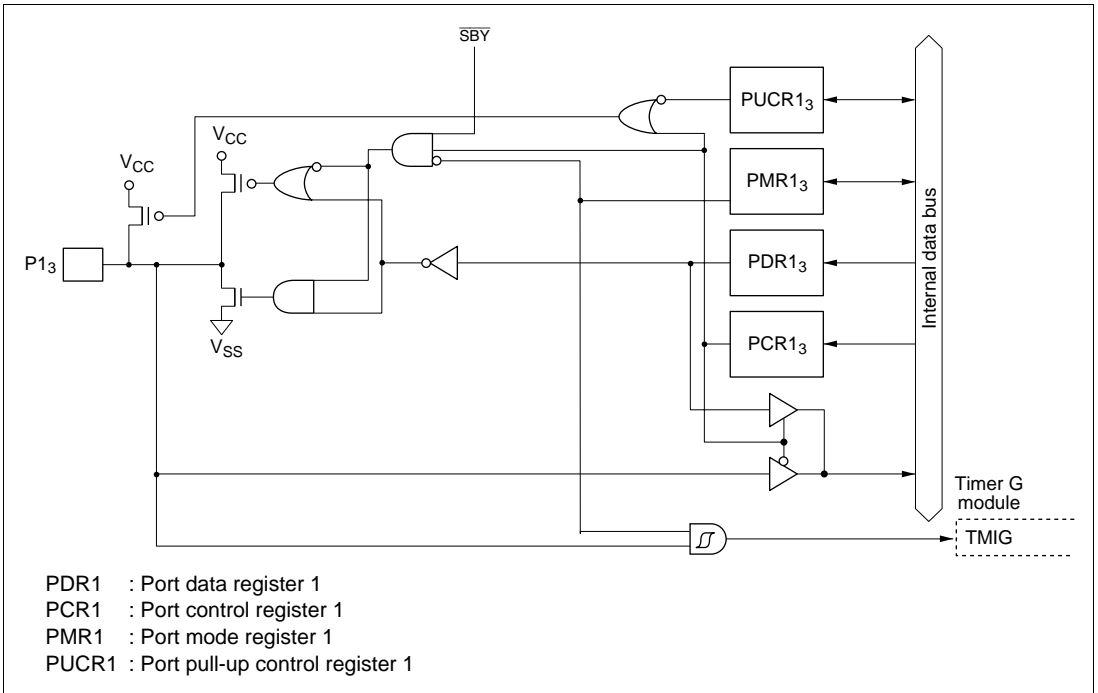 SBY
PUCR1₃
V_CC
V_CC
PMR1₃
P1₃
PDR1₃
Internal data bus
PCR1₃
V_SS
Timer G
module
TMIG
PDR1 : Port data register 1
PCR1 : Port control register 1
PMR1 : Port mode register 1
PUCR1 : Port pull-up control register 1